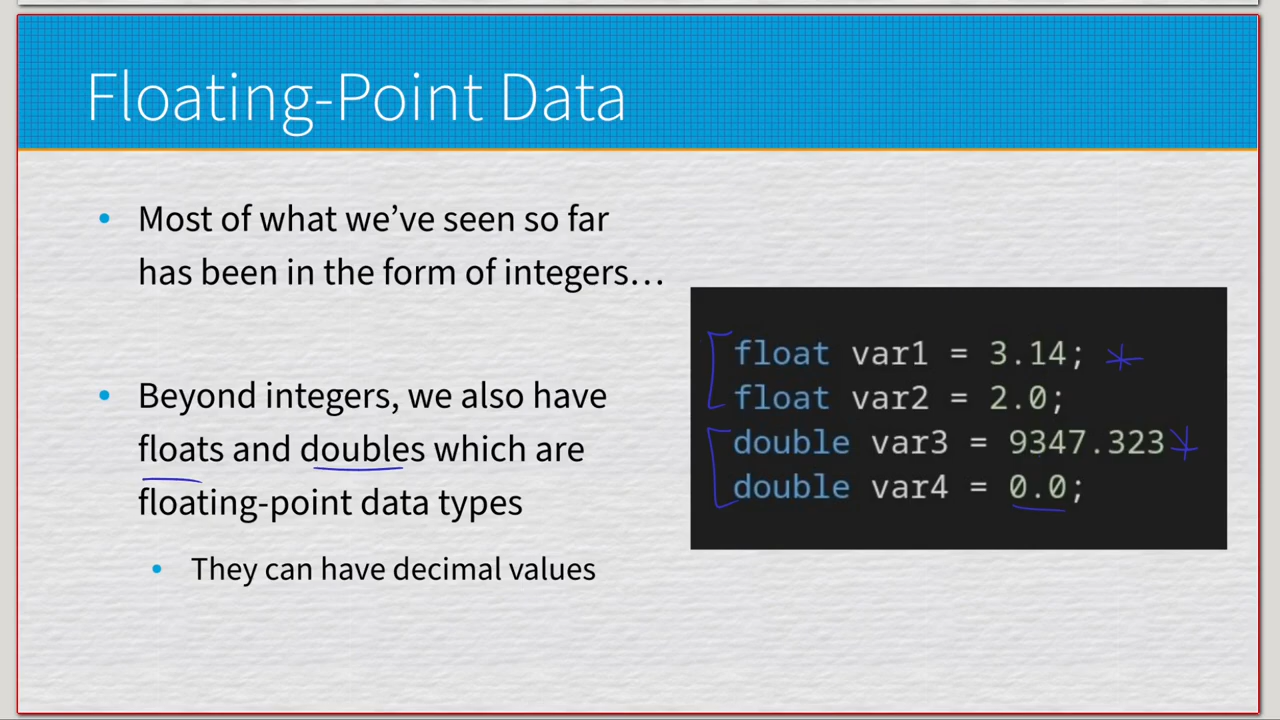 Floating-Point Data
• Most of what we’ve seen so far
has been in the form of integers…
• Beyond integers, we also have
floats and doubles which are
floating-point data types
• They can have decimal values
float var1 = 3.14;
float var2 = 2.0;
double var3 = 9347.323
double var4 = 0.0;